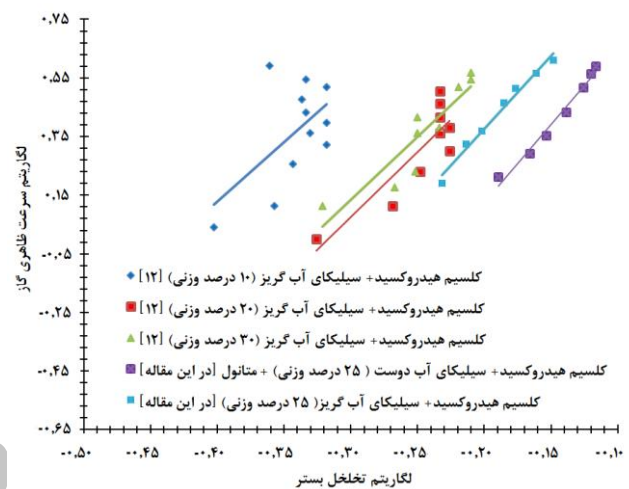 ۰٫۷۵
۰٫۵۵
۰٫۳۵
۰٫۱۵
-۰٫۰۵
-۰٫۲۵
-۰٫۴۵
-۰٫۶۵
لگاریتم سرعت ظاهری گاز
کلسیم هیدروکسید+ سیلیکای آب گریز (۱۰ درصد وزنی) [۱۲]
کلسیم هیدروکسید+ سیلیکای آب گریز (۲۰ درصد وزنی) [۱۲]
کلسیم هیدروکسید+ سیلیکای آب گریز (۳۰ درصد وزنی) [۱۲]
کلسیم هیدروکسید+ سیلیکای آب دوست ( ۲۵ درصد وزنی) + متانول [در این مقاله]
کلسیم هیدروکسید+ سیلیکای آب گریز( ۲۵ درصد وزنی) [در این مقاله]
-۰٫۵۰ -۰٫۴۵ -۰٫۴۰ -۰٫۳۵ -۰٫۳۰ -۰٫۲۵ -۰٫۲۰ -۰٫۱۵ -۰٫۱۰
لگاریتم تخلخل بستر